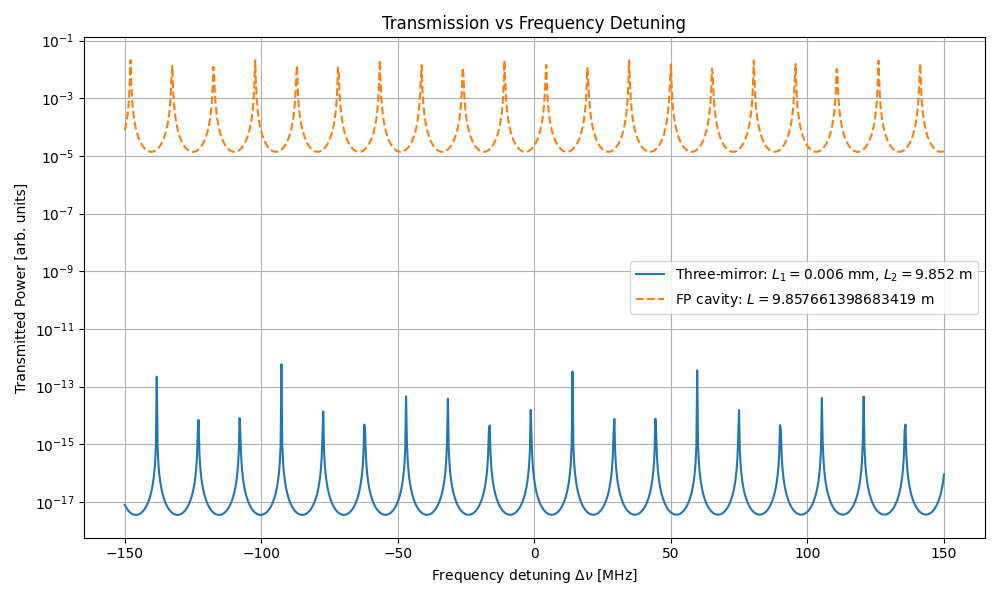 Transmission vs Frequency Detuning
Transmitted Power [arb. units]
10⁻¹
10⁻³
10⁻⁵
10⁻⁷
10⁻⁹
10⁻¹¹
10⁻¹³
10⁻¹⁵
10⁻¹⁷
Three-mirror: L₁ = 0.006 mm, L₂ = 9.852 m
FP cavity: L = 9.857661398683419 m
−150 −100 −50 0 50 100 150
Frequency detuning Δν [MHz]